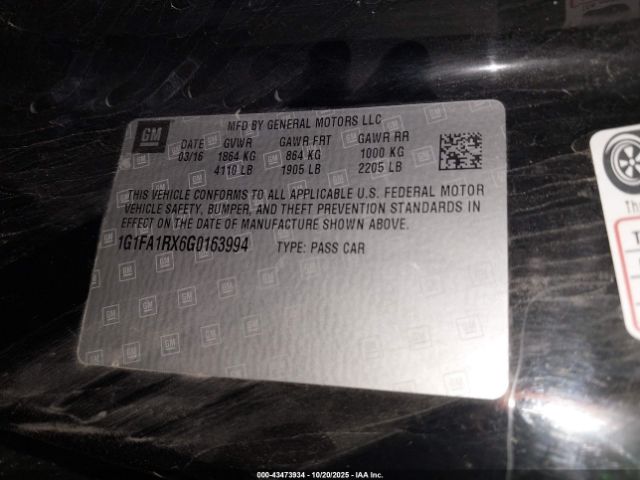 GM
MFD BY GENERAL MOTORS LLC
DATE GVWR GAWR FRT GAWR RR
03/16 1864 KG 864 KG 1000 KG
4110 LB 1905 LB 2205 LB
THIS VEHICLE CONFORMS TO ALL APPLICABLE U.S. FEDERAL MOTOR
VEHICLE SAFETY, BUMPER, AND THEFT PREVENTION STANDARDS IN
EFFECT ON THE DATE OF MANUFACTURE SHOWN ABOVE.
1G1FA1RX6G0163994 TYPE: PASS CAR
000-43473934 - 10/20/2025 - IAA Inc.